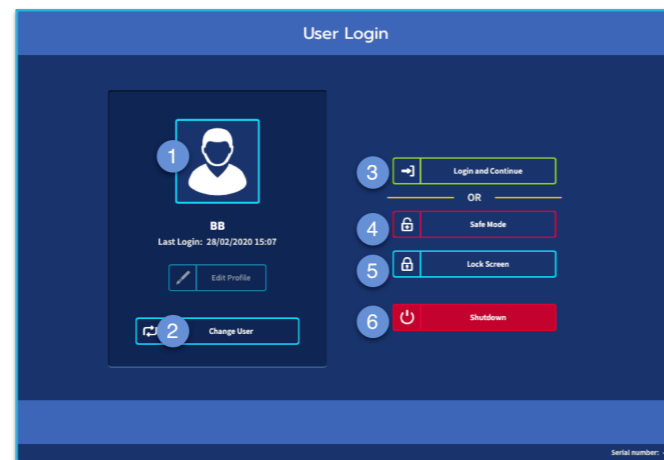 User Login
1
BB
Last Login: 28/02/2020 15:07
Edit Profile
2 Change User
3 Login and Continue
OR
4 Safe Mode
5 Lock Screen
6 Shutdown
Serial number: